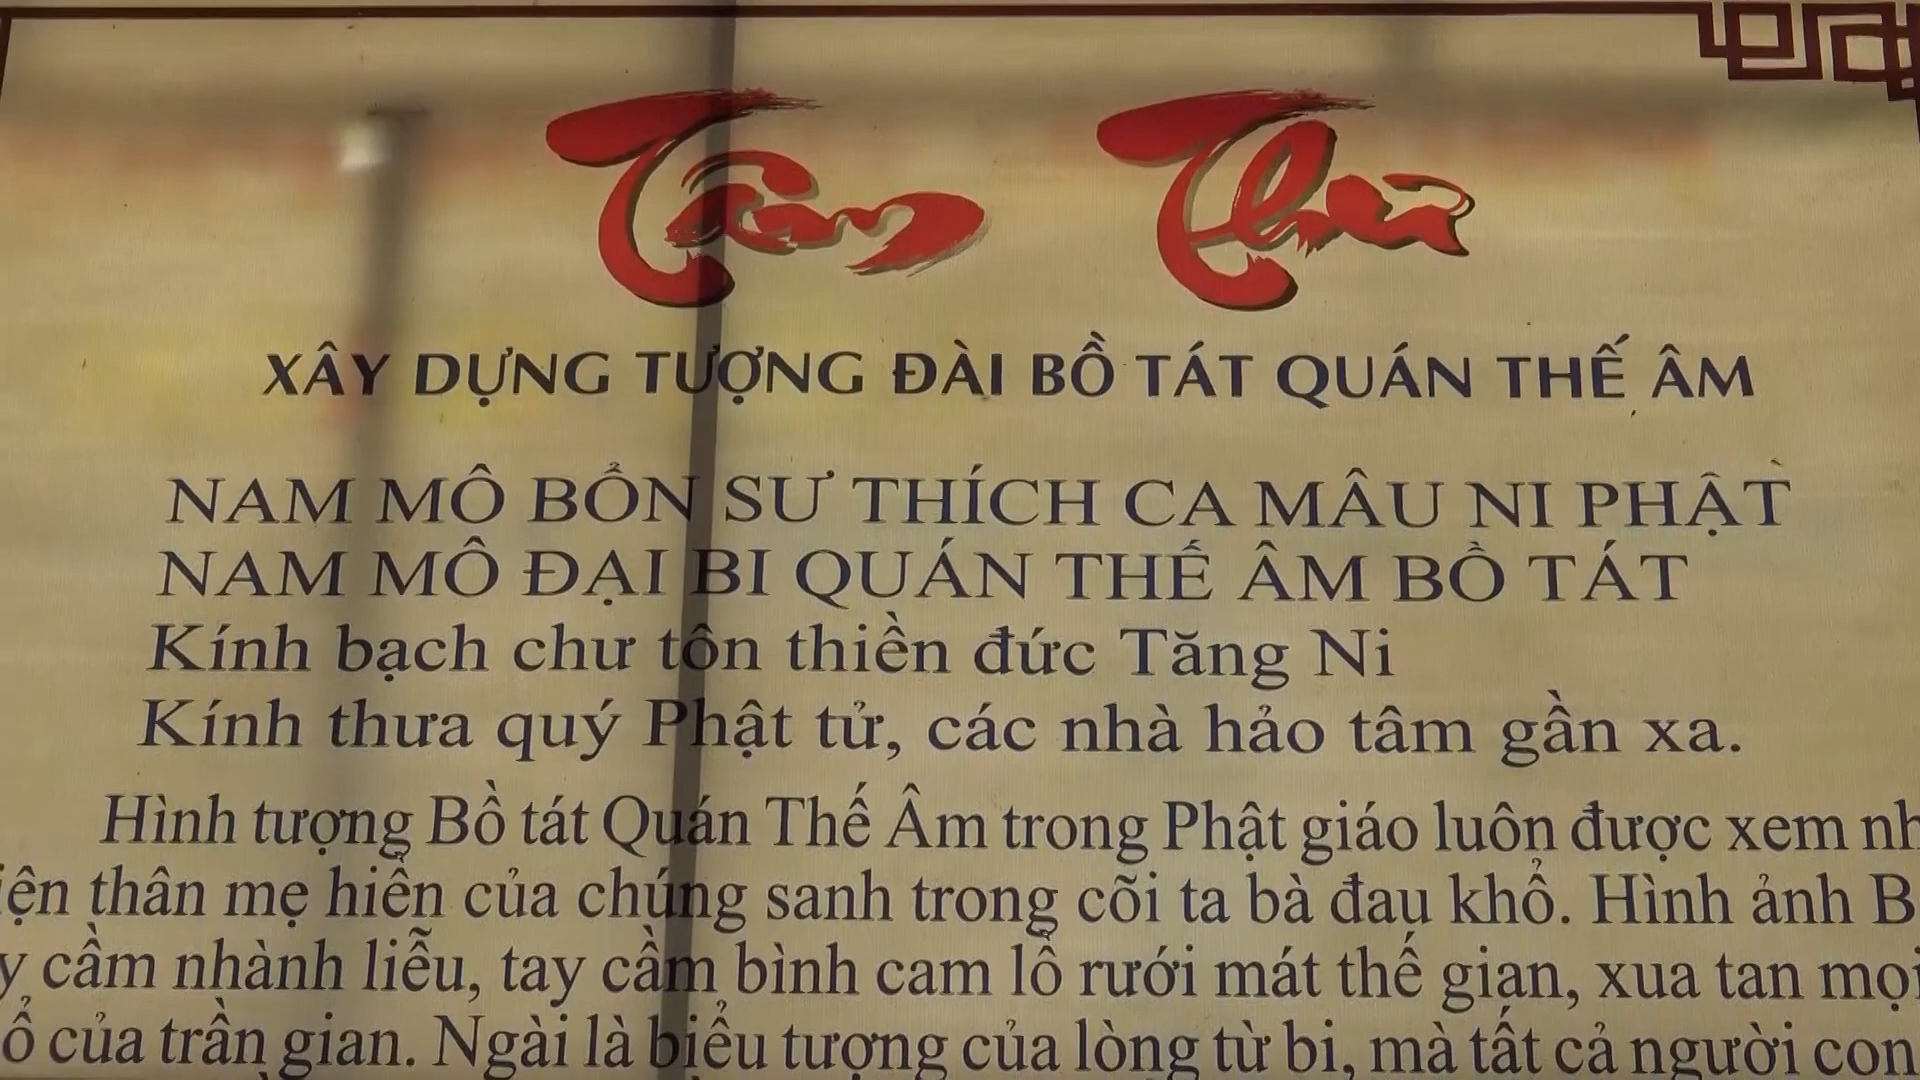 Tâm Thư
XÂY DỰNG TƯỢNG ĐÀI BỒ TÁT QUÁN THẾ ÂM
NAM MÔ BỔN SƯ THÍCH CA MÂU NI PHẬT
NAM MÔ ĐẠI BI QUÁN THẾ ÂM BỒ TÁT
Kính bạch chư tôn thiền đức Tăng Ni
Kính thưa quý Phật tử, các nhà hảo tâm gần xa.
Hình tượng Bồ tát Quán Thế Âm trong Phật giáo luôn được xem
thân mẹ hiền của chúng sanh trong cõi ta bà đau khổ. Hình ảnh
cầm nhành liễu, tay cầm bình cam lồ rưới mát thế gian, xua tan mọi
của trần gian. Ngài là biểu tượng của lòng từ bi, mà tất cả người con